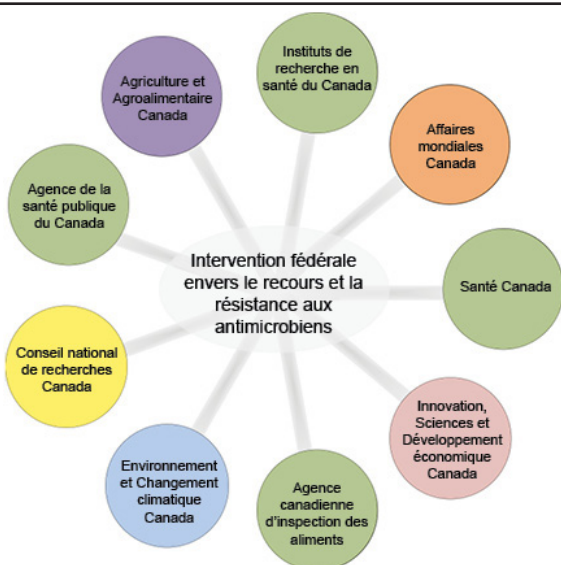 Instituts de
recherche en
santé du Canada
Affaires
mondiales
Canada
Santé Canada
Innovation,
Sciences et
Développement
économique
Canada
Agence
canadienne
d'inspection des
aliments
Environnement
et Changement
climatique
Canada
Conseil national
de recherches
Canada
Agence de la
santé publique
du Canada
Agriculture et
Agroalimentaire
Canada
Intervention fédérale
envers le recours et la
résistance aux
antimicrobiens